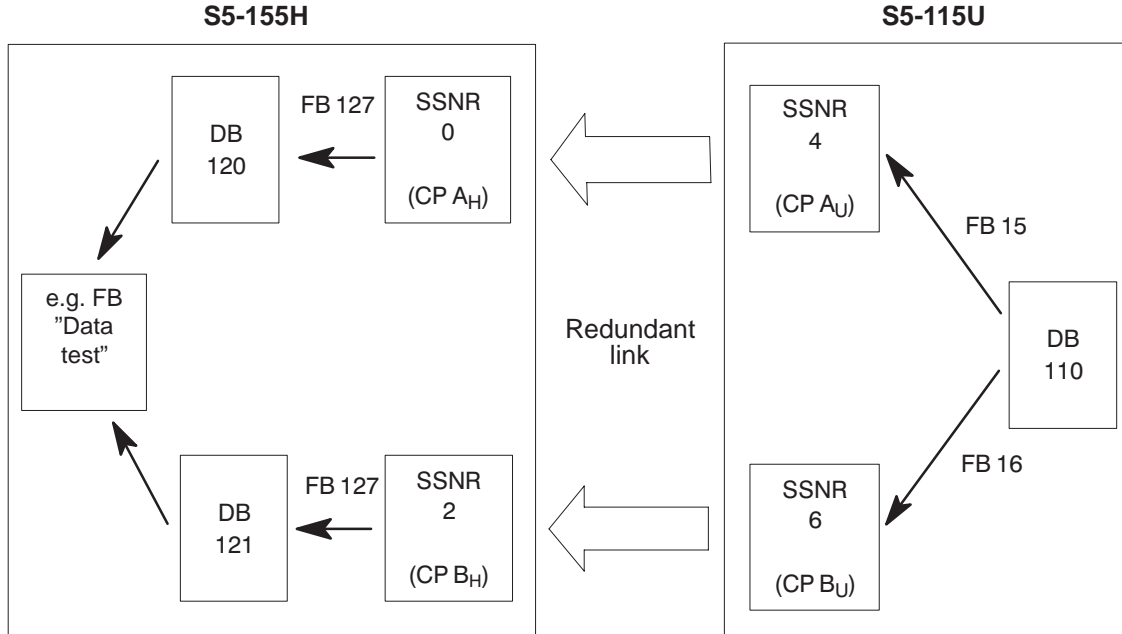 S5-155H
S5-115U
DB
120
FB 127
SSNR
0
(CP AH)
SSNR
4
(CP AU)
FB 15
e.g. FB
”Data
test”
Redundant
link
DB
110
DB
121
FB 127
SSNR
2
(CP BH)
SSNR
6
(CP BU)
FB 16